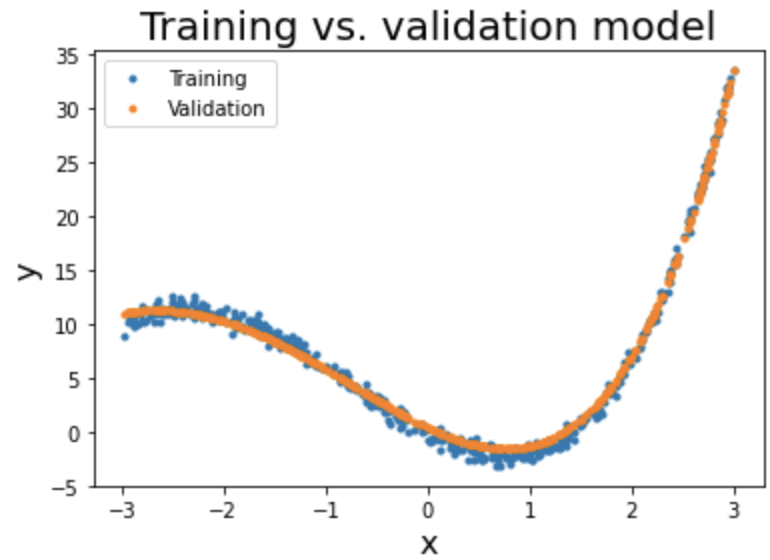 Training vs. validation model
35
30
25
20
15
10
5
0
−5
y
Training
Validation
−3 −2 −1 0 1 2 3
x